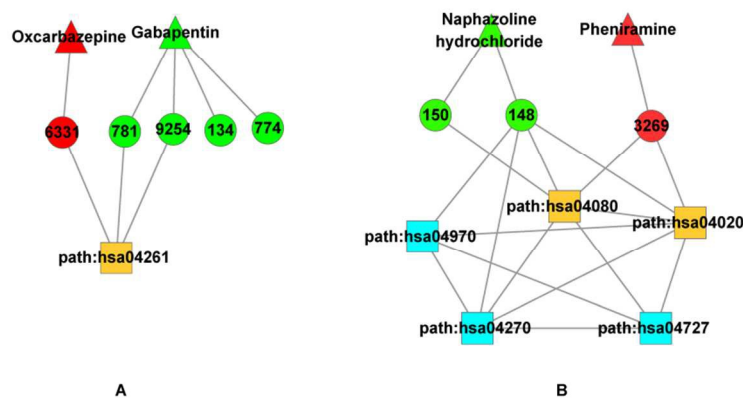 Oxcarbazepine
Gabapentin
6331
781
9254
134
774
path:hsa04261
A
Naphazoline
hydrochloride
Pheniramine
150
148
3269
path:hsa04080
path:hsa04020
path:hsa04970
path:hsa04270
path:hsa04727
B